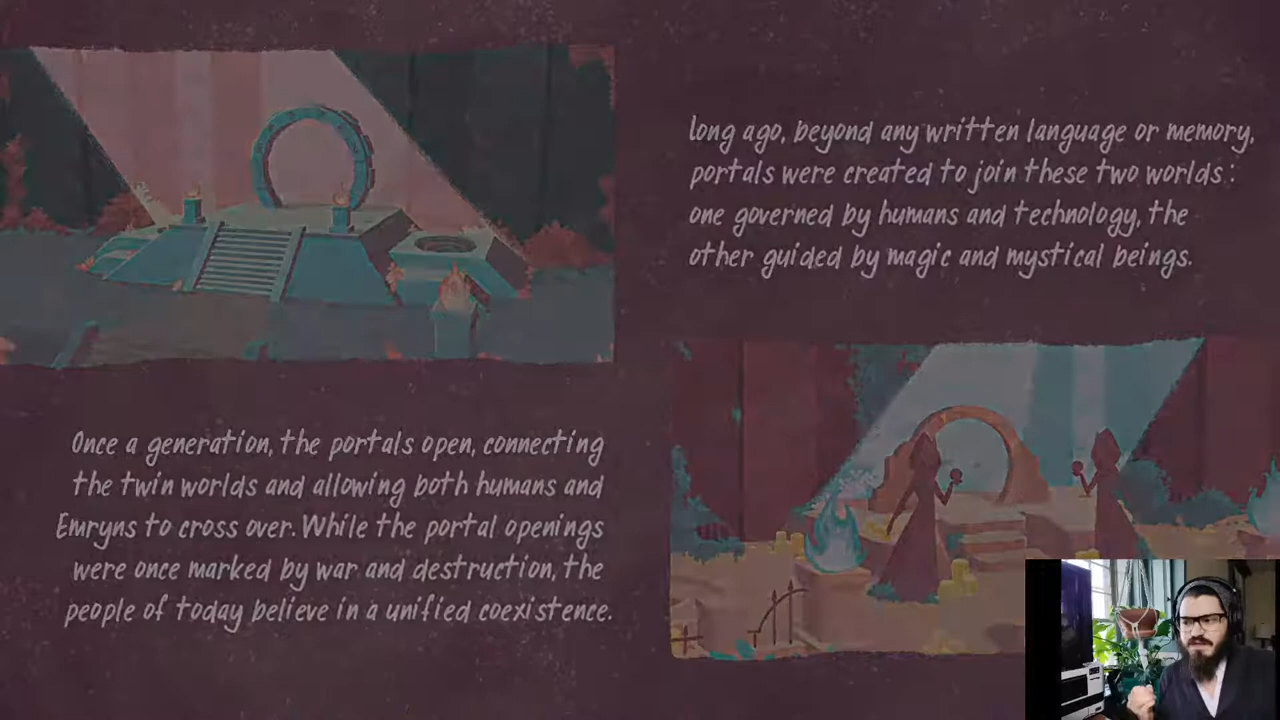 long ago, beyond any written language or memory,
portals were created to join these two worlds :
one governed by humans and technology, the
other guided by magic and mystical beings.
Once a generation, the portals open, connecting
the twin worlds and allowing both humans and
Emryns to cross over. While the portal openings
were once marked by war and destruction, the
people of today believe in a unified coexistence.